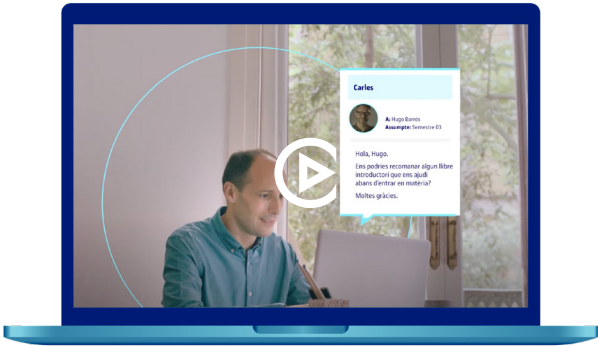 Carles
A: Hugo Barrós
Assumpte: Semestre 03
Hola, Hugo.
Ens podries recomanar algun llibre
introductori que ens ajudi
abans d'entrar en matèria?
Moltes gràcies.